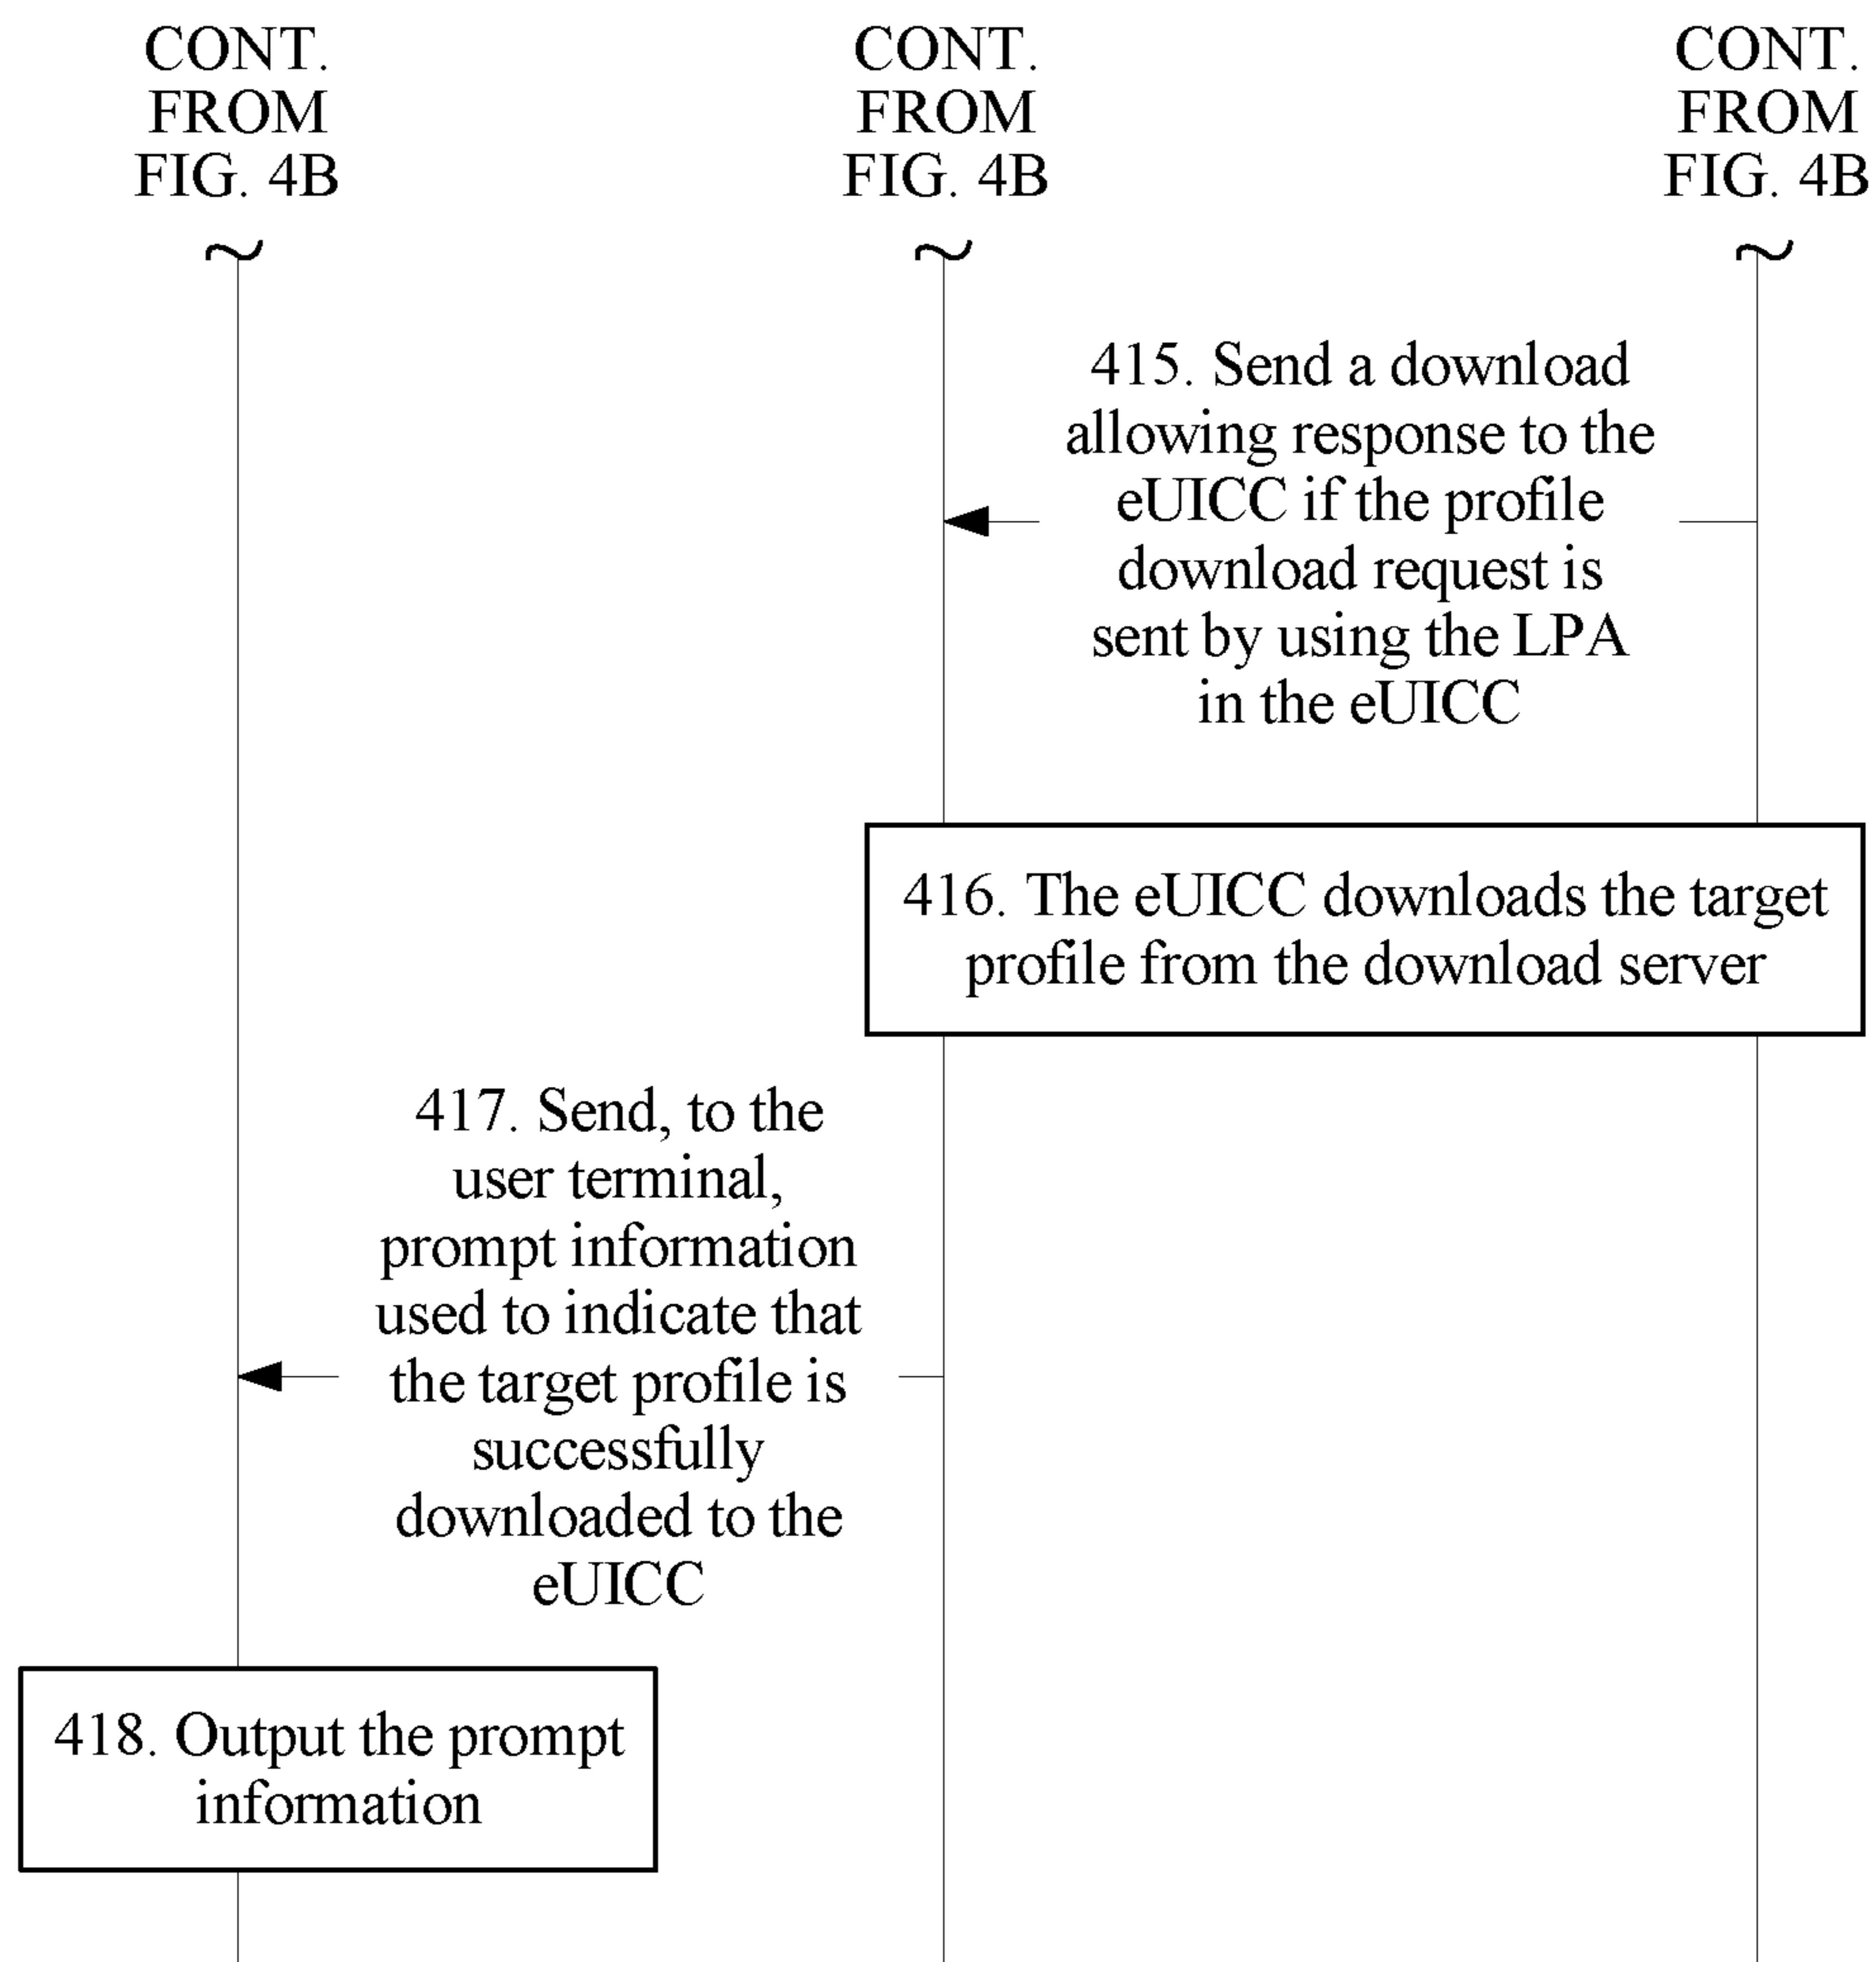 CONT.
FROM
FIG. 4B
CONT.
FROM
FIG. 4B
CONT.
FROM
FIG. 4B
415. Send a download
allowing response to the
eUICC if the profile
download request is
sent by using the LPA
in the eUICC
416. The eUICC downloads the target
profile from the download server
417. Send, to the
user terminal,
prompt information
used to indicate that
the target profile is
successfully
downloaded to the
eUICC
418. Output the prompt
information